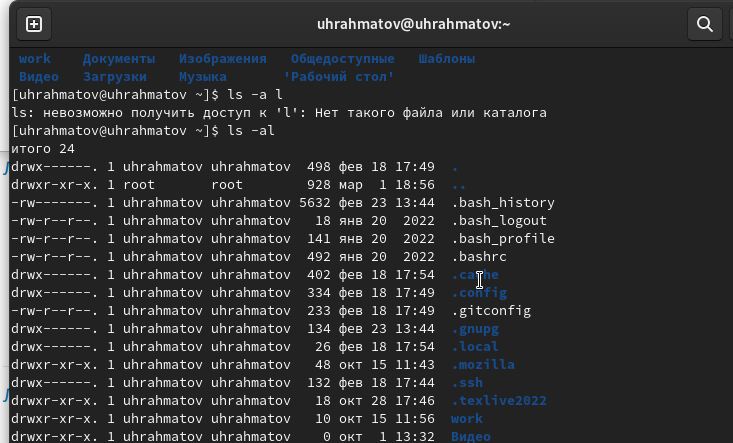 uhrahmatov@uhrahmatov:~
work Документы Изображения Общедоступные Шаблоны
Видео Загрузки Музыка 'Рабочий стол'
[uhrahmatov@uhrahmatov ~]$ ls -a l
ls: невозможно получить доступ к 'l': Нет такого файла или каталога
[uhrahmatov@uhrahmatov ~]$ ls -al
итого 24
drwx------. 1 uhrahmatov uhrahmatov 498 фев 18 17:49 .
drwxr-xr-x. 1 root root 928 мар 1 18:56 ..
-rw-------. 1 uhrahmatov uhrahmatov 5632 фев 23 13:44 .bash_history
-rw-r--r--. 1 uhrahmatov uhrahmatov 18 янв 20 2022 .bash_logout
-rw-r--r--. 1 uhrahmatov uhrahmatov 141 янв 20 2022 .bash_profile
-rw-r--r--. 1 uhrahmatov uhrahmatov 492 янв 20 2022 .bashrc
drwx------. 1 uhrahmatov uhrahmatov 402 фев 18 17:54 .cache
drwx------. 1 uhrahmatov uhrahmatov 334 фев 18 17:49 .config
-rw-r--r--. 1 uhrahmatov uhrahmatov 233 фев 18 17:49 .gitconfig
drwx------. 1 uhrahmatov uhrahmatov 134 фев 23 13:44 .gnupg
drwx------. 1 uhrahmatov uhrahmatov 26 фев 18 17:54 .local
drwxr-xr-x. 1 uhrahmatov uhrahmatov 48 окт 15 11:43 .mozilla
drwx------. 1 uhrahmatov uhrahmatov 132 фев 18 17:44 .ssh
drwxr-xr-x. 1 uhrahmatov uhrahmatov 18 окт 28 17:46 .texlive2022
drwxr-xr-x. 1 uhrahmatov uhrahmatov 10 окт 15 11:56 work
drwxr-xr-x. 1 uhrahmatov uhrahmatov 0 окт 1 13:32 Видео